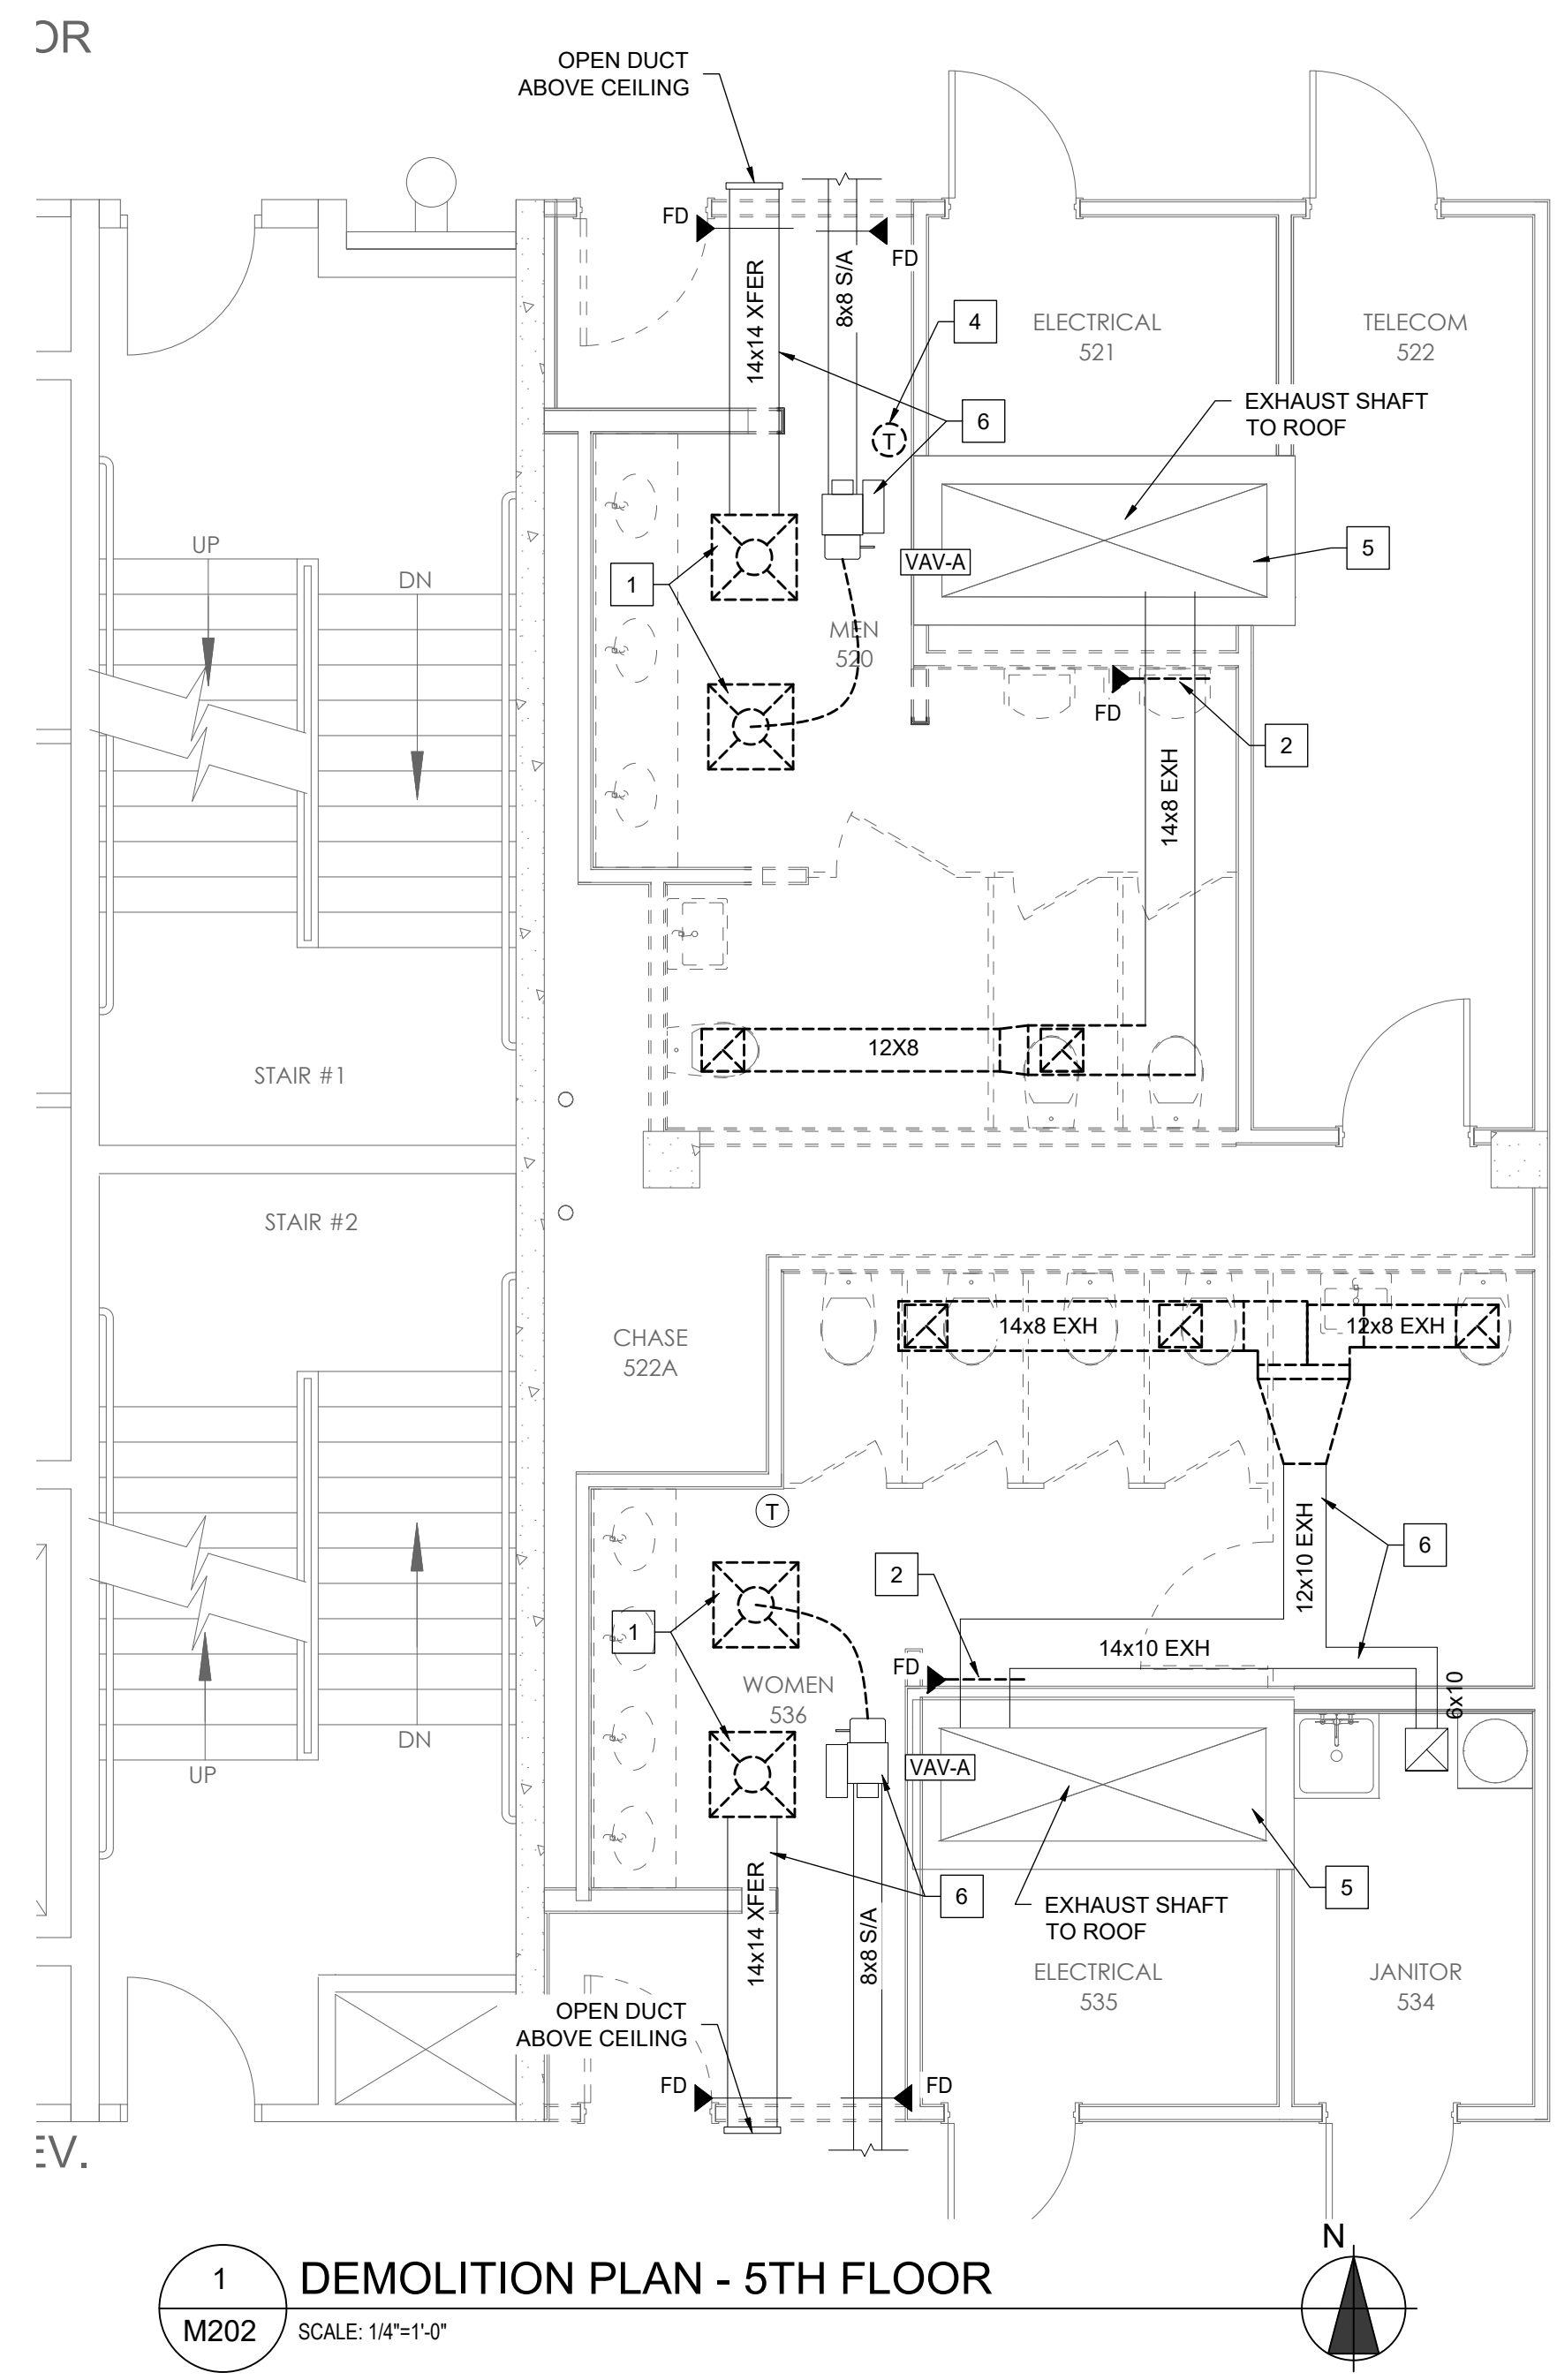 OPEN DUCT
ABOVE CEILING
FD
FD
14x14 XFER
8x8 S/A
4
ELECTRICAL
521
TELECOM
522
6
T
EXHAUST SHAFT
TO ROOF
UP
DN
1
VAV-A
5
MEN
520
FD
2
14x8 EXH
12X8
STAIR #1
STAIR #2
CHASE
522A
14x8 EXH
12x8 EXH
T
12x10 EXH
6
2
1
14x10 EXH
FD
WOMEN
536
6x10
VAV-A
UP
DN
14x14 XFER
8x8 S/A
6
5
EXHAUST SHAFT
TO ROOF
ELECTRICAL
535
JANITOR
534
OPEN DUCT
ABOVE CEILING
FD
FD
EV.
N
1
DEMOLITION PLAN - 5TH FLOOR
M202
SCALE: 1/4"=1'-0"